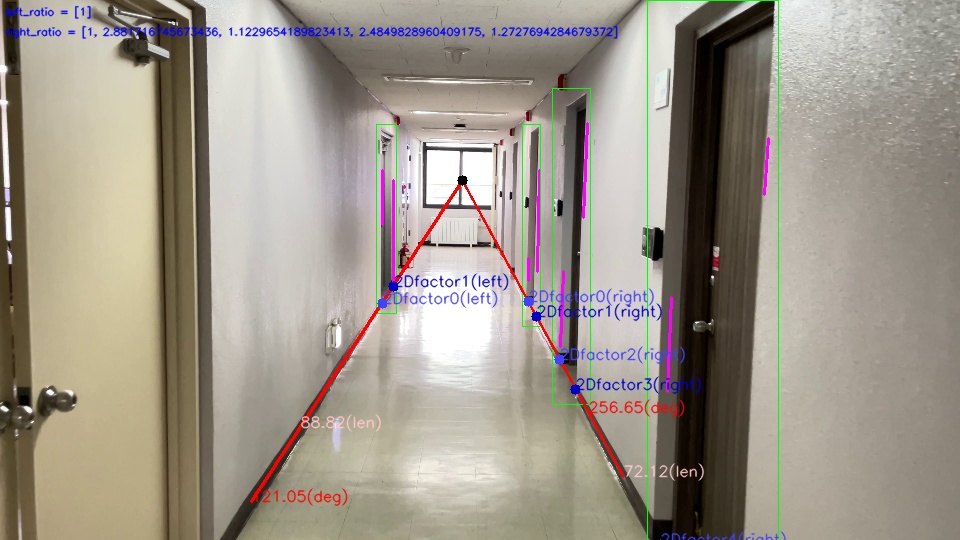 left_ratio = [1]
right_ratio = [1, 2.881716745673436, 1.1229654189823413, 2.4849828960409175, 1.2727694284679372]
2Dfactor1(left)
2Dfactor0(left)
2Dfactor0(right)
2Dfactor1(right)
2Dfactor2(right)
2Dfactor3(right)
256.65(deg)
88.82(len)
72.12(len)
121.05(deg)
2Dfactor4(right)